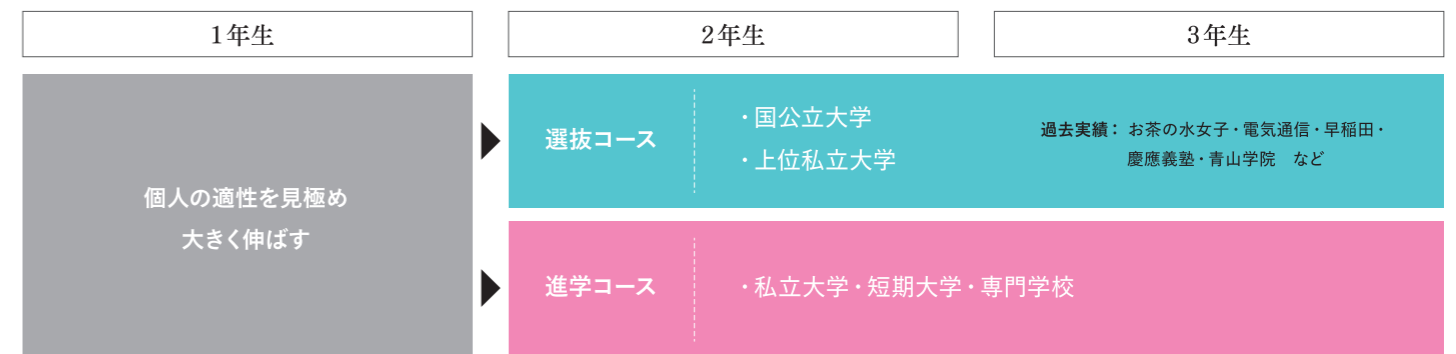 1年生
2年生
3年生
個人の適性を見極め
大きく伸ばす
選抜コース
・国公立大学
・上位私立大学
過去実績： お茶の水女子・電気通信・早稲田・
慶應義塾・青山学院　など
進学コース
・私立大学・短期大学・専門学校